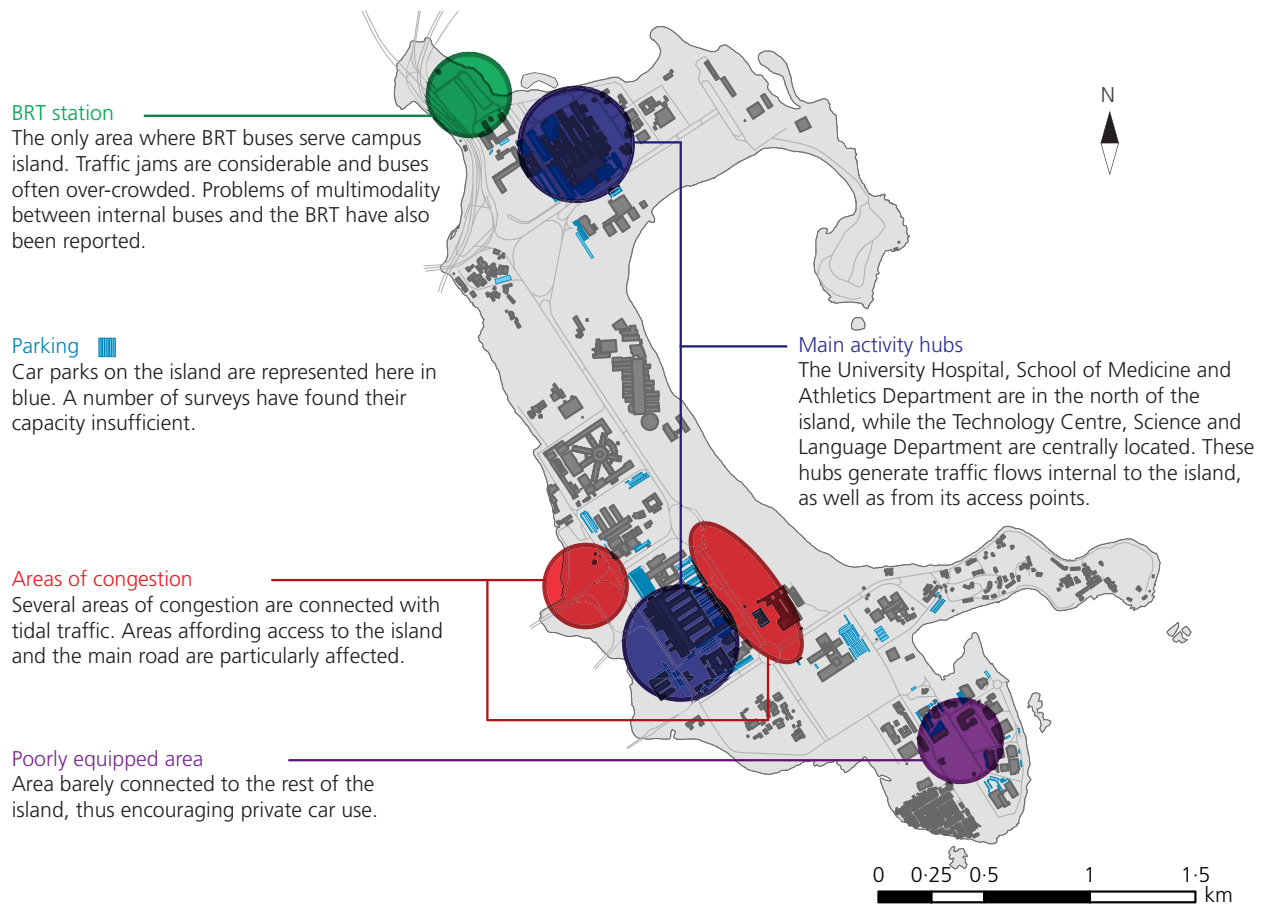 N
BRT station
The only area where BRT buses serve campus
island. Traffic jams are considerable and buses
often over-crowded. Problems of multimodality
between internal buses and the BRT have also
been reported.
Parking
Car parks on the island are represented here in
blue. A number of surveys have found their
capacity insufficient.
Main activity hubs
The University Hospital, School of Medicine and
Athletics Department are in the north of the
island, while the Technology Centre, Science and
Language Department are centrally located. These
hubs generate traffic flows internal to the island,
as well as from its access points.
Areas of congestion
Several areas of congestion are connected with
tidal traffic. Areas affording access to the island
and the main road are particularly affected.
Poorly equipped area
Area barely connected to the rest of the
island, thus encouraging private car use.
0 0·25 0·5 1 1·5
km